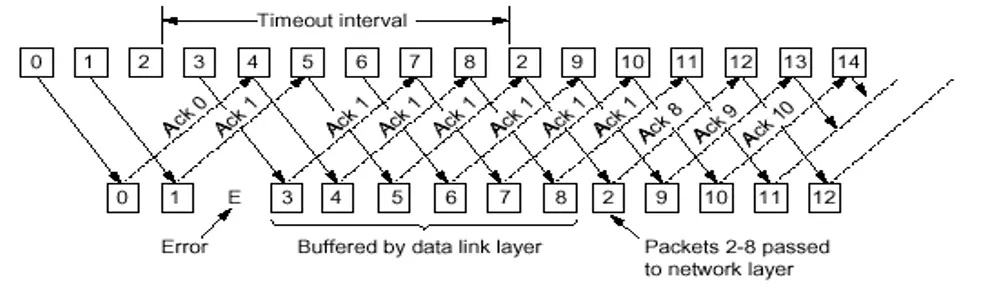 Timeout interval
0 1 2 3 4 5 6 7 8 2 9 10 11 12 13 14
Ack 0 Ack 1 Ack 1 Ack 1 Ack 1 Ack 1 Ack 1 Ack 1 Ack 8 Ack 9 Ack 10
0 1 E 3 4 5 6 7 8 2 9 10 11 12
Error Buffered by data link layer Packets 2-8 passed
to network layer